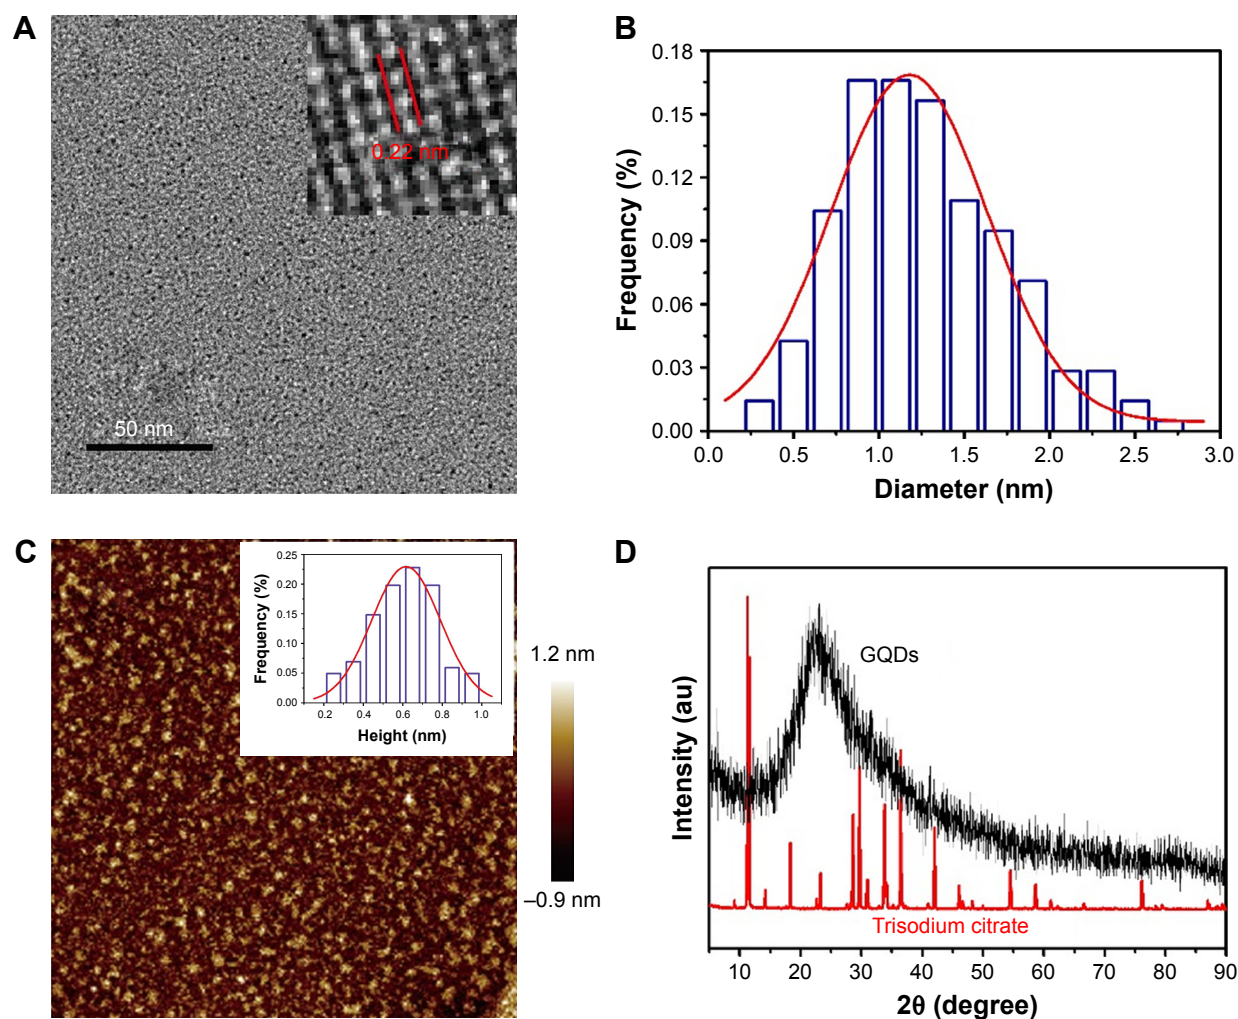 A
0.22 nm
50 nm
B
0.18
0.15
0.12
0.09
0.06
0.03
0.00
Frequency (%)
0.0 0.5 1.0 1.5 2.0 2.5 3.0
Diameter (nm)
C
0.25
0.20
0.15
0.10
0.05
0.00
Frequency (%)
0.2 0.4 0.6 0.8 1.0
Height (nm)
1.2 nm
–0.9 nm
D
Intensity (au)
GQDs
Trisodium citrate
10 20 30 40 50 60 70 80 90
2θ (degree)